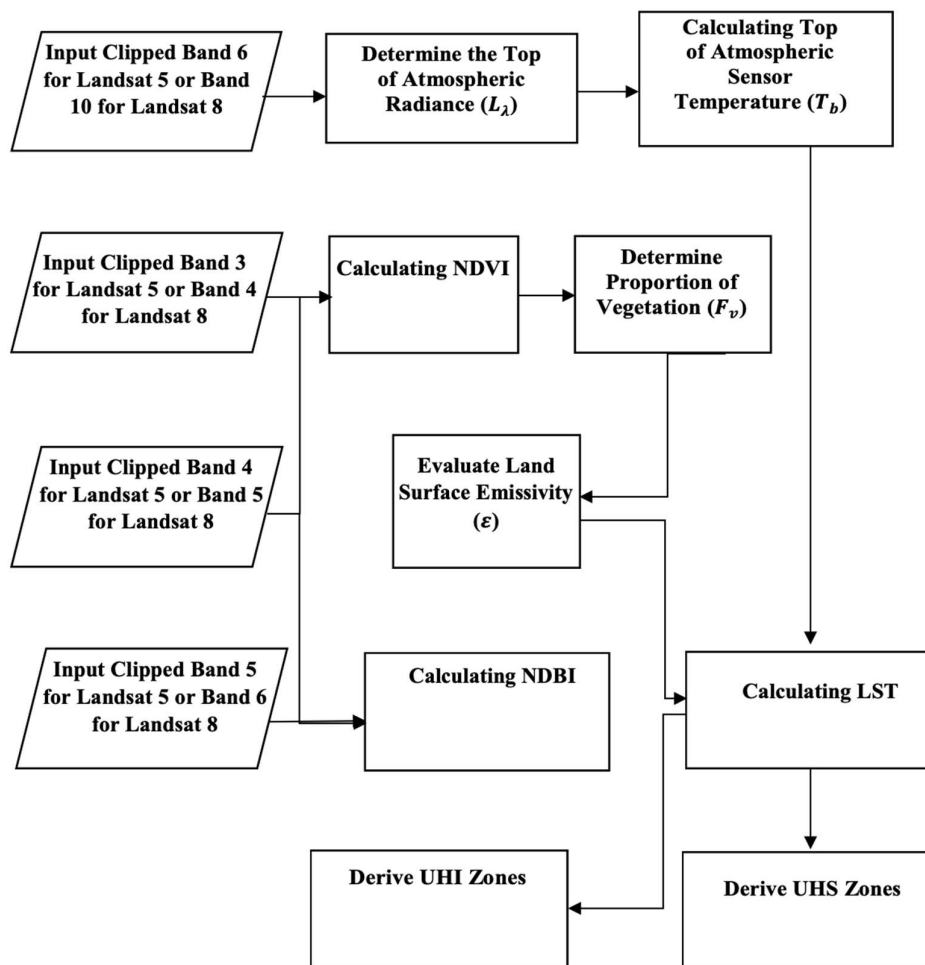 Input Clipped Band 6
for Landsat 5 or Band
10 for Landsat 8
Determine the Top
of Atmospheric
Radiance (L_λ)
Calculating Top
of Atmospheric
Sensor
Temperature (T_b)
Input Clipped Band 3
for Landsat 5 or Band 4
for Landsat 8
Calculating NDVI
Determine
Proportion of
Vegetation (F_v)
Input Clipped Band 4
for Landsat 5 or Band 5
for Landsat 8
Evaluate Land
Surface Emissivity
(ε)
Input Clipped Band 5
for Landsat 5 or Band 6
for Landsat 8
Calculating NDBI
Calculating LST
Derive UHI Zones
Derive UHS Zones